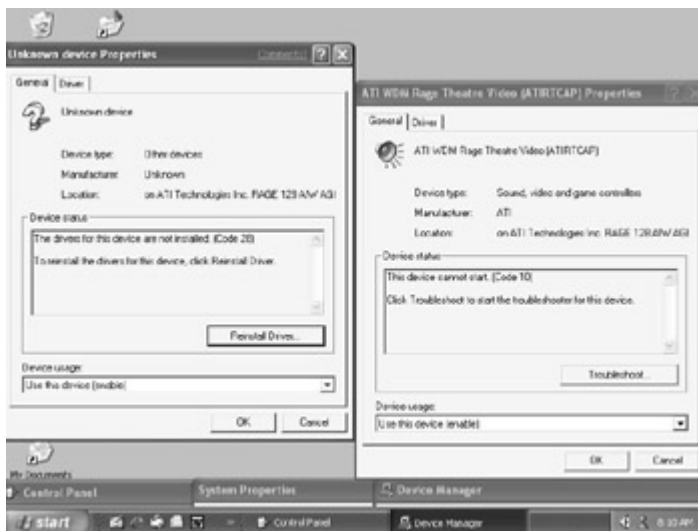 Unknown device Properties
Comments!
General
Driver
Unknown device
Device type: Other devices
Manufacturer: Unknown
Location: on ATI Technologies Inc. RAGE 128 AIW AGI
Device status
The drivers for this device are not installed. (Code 28)
To reinstall the drivers for this device, click Reinstall Driver.
Reinstall Driver...
Device usage:
Use this device (enable)
OK
Cancel
ATI WDM Rage Theatre Video (ATIRTCAP) Properties
General
Driver
ATI WDM Rage Theatre Video (ATIRTCAP)
Device type: Sound, video and game controllers
Manufacturer: ATI
Location: on ATI Technologies Inc. RAGE 128 AIW AGI
Device status
This device cannot start. (Code 10)
Click Troubleshoot to start the troubleshooter for this device.
Troubleshoot...
Device usage:
Use this device (enable)
OK
Cancel
My Documents
Control Panel
System Properties
Device Manager
start
Control Panel
Device Manager
AM